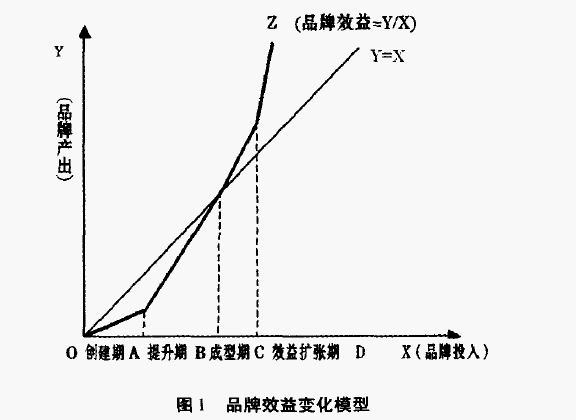 Z (品牌效益=Y/X)
Y
Y=X
(品牌产出)
O 创建期 A 提升期 B 成型期 C 效益扩张期 D X(品牌投入)
图1 品牌效益变化模型